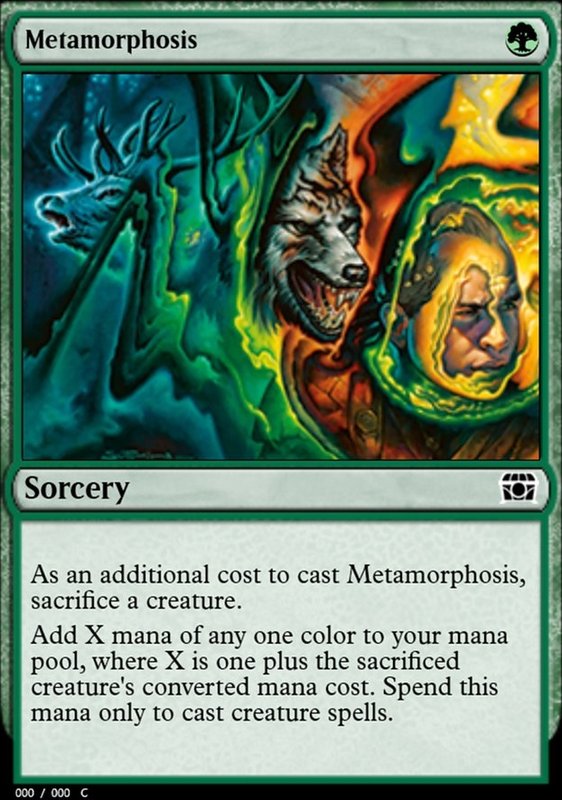 Metamorphosis
Sorcery
As an additional cost to cast Metamorphosis,
sacrifice a creature.
Add X mana of any one color to your mana
pool, where X is one plus the sacrificed
creature's converted mana cost. Spend this
mana only to cast creature spells.
000 / 000 C